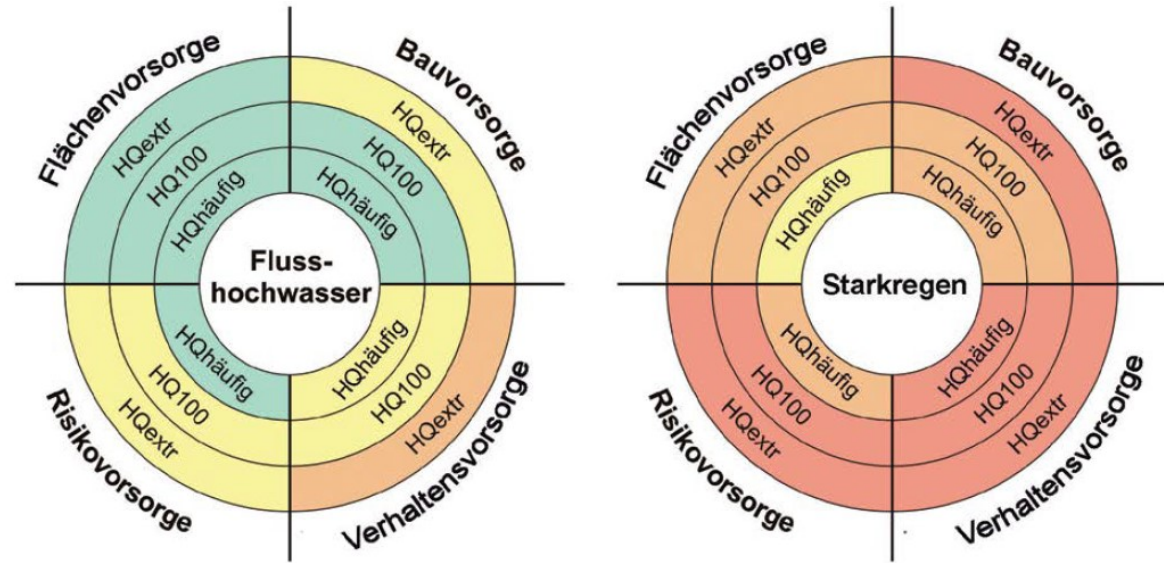 Flächenvorsorge
Bauvorsorge
HQextr
HQ100
HQhäufig
HQextr
HQ100
HQhäufig
Fluss-
hochwasser
HQhäufig
HQ100
HQextr
HQhäufig
HQ100
HQextr
Risikovorsorge
Verhaltensvorsorge
Flächenvorsorge
Bauvorsorge
HQextr
HQ100
HQhäufig
HQextr
HQ100
HQhäufig
Starkregen
HQhäufig
HQ100
HQextr
HQhäufig
HQ100
HQextr
Risikovorsorge
Verhaltensvorsorge